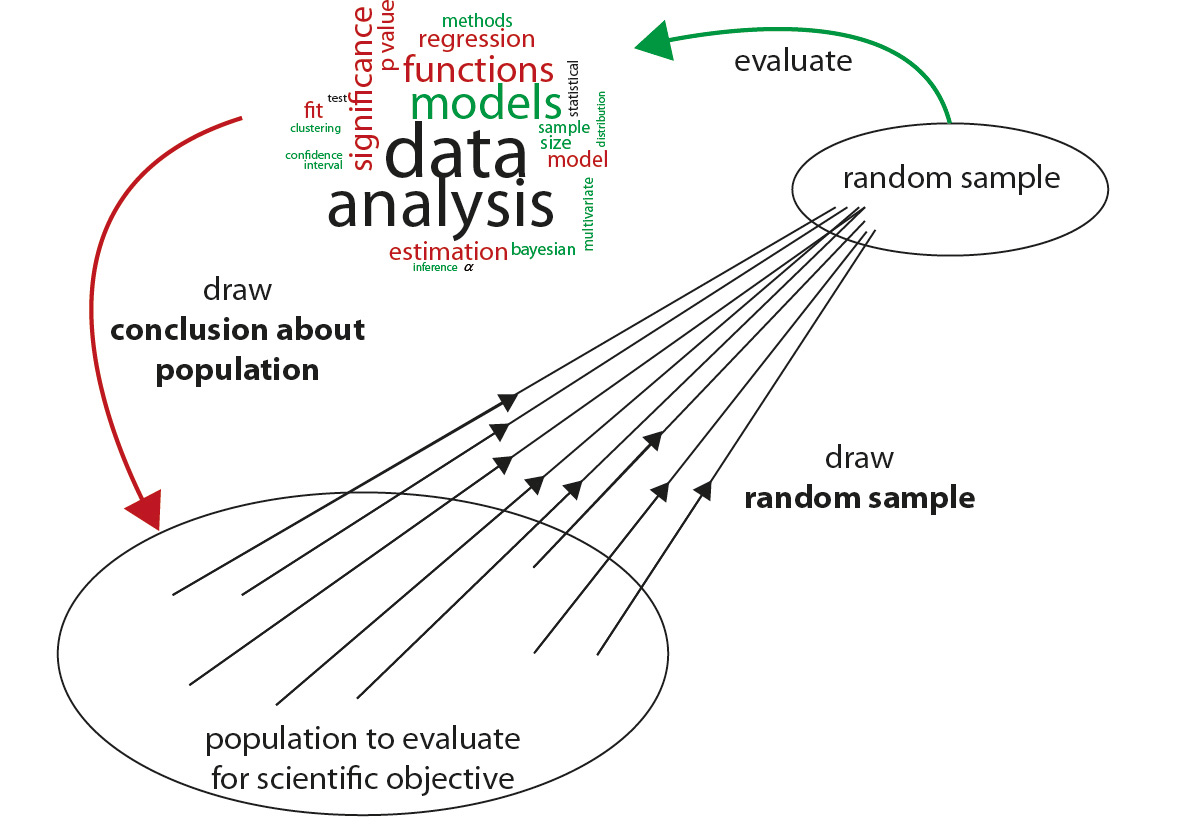 methods
regression
p value
significance
functions
statistical
models
test
fit
clustering
distribution
sample
size
data
model
confidence
interval
analysis
multivariate
estimation
bayesian
inference
α
evaluate
random sample
draw
conclusion about
population
draw
random sample
population to evaluate
for scientific objective